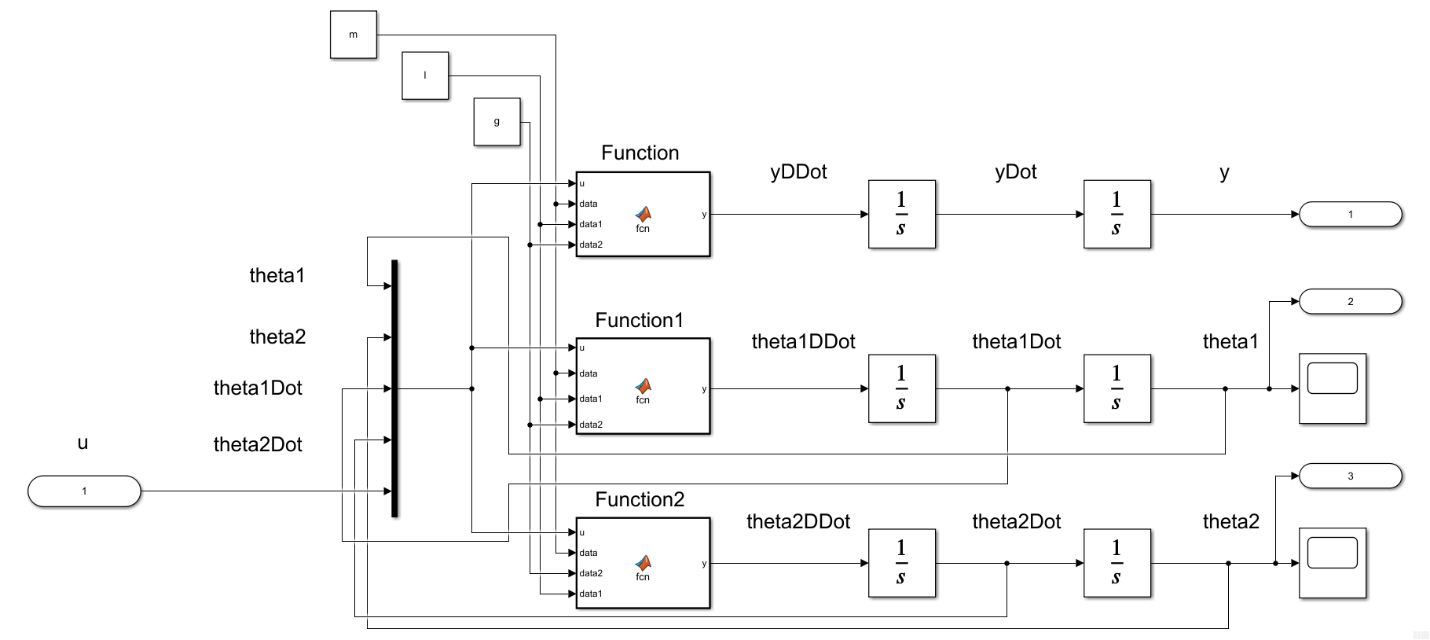 m
l
g
Function
u
data
data1
data2
fcn
y
yDDot
1
s
yDot
1
s
y
1
theta1
theta2
theta1Dot
theta2Dot
u
1
Function1
u
data
data1
data2
fcn
y
theta1DDot
1
s
theta1Dot
1
s
theta1
2
Function2
u
data
data2
data1
fcn
y
theta2DDot
1
s
theta2Dot
1
s
theta2
3